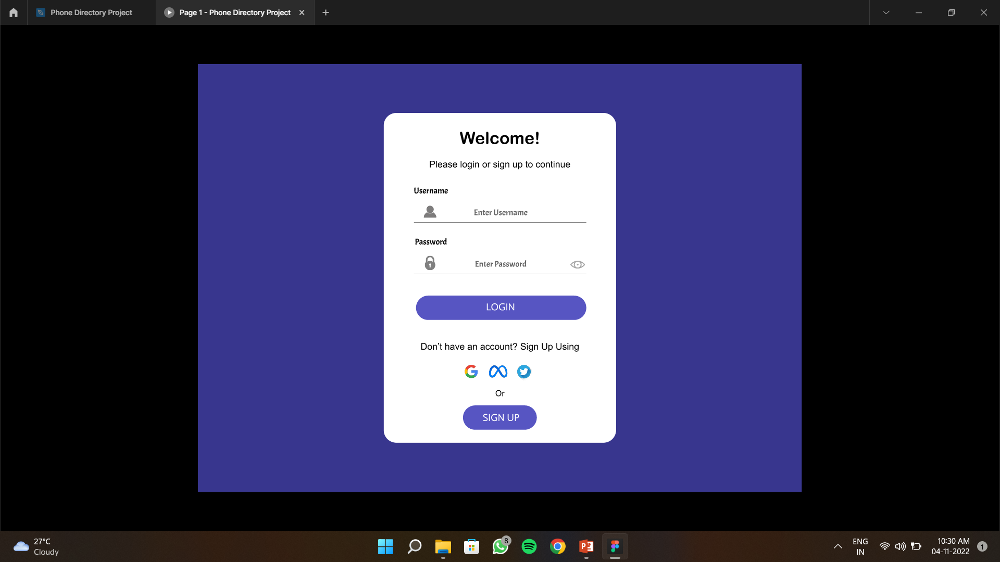 Phone Directory Project
Page 1 - Phone Directory Project
Welcome!
Please login or sign up to continue
Username
Enter Username
Password
Enter Password
LOGIN
Don’t have an account? Sign Up Using
Or
SIGN UP
27°C
Cloudy
8
P
ENG
IN
10:30 AM
04-11-2022
1